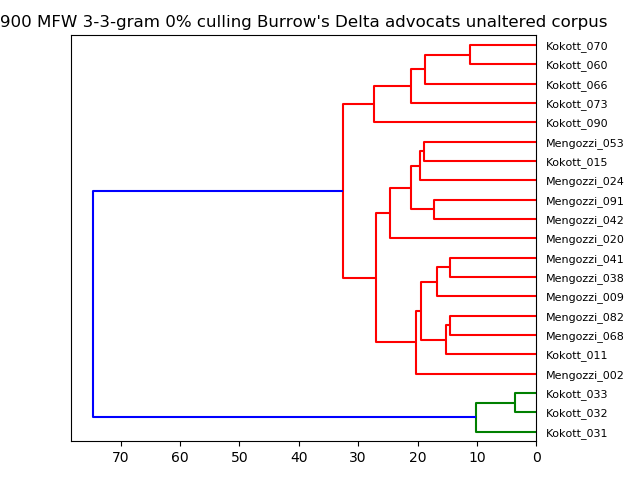 900 MFW 3-3-gram 0% culling Burrow's Delta advocats unaltered corpus
Kokott_070
Kokott_060
Kokott_066
Kokott_073
Kokott_090
Mengozzi_053
Kokott_015
Mengozzi_024
Mengozzi_091
Mengozzi_042
Mengozzi_020
Mengozzi_041
Mengozzi_038
Mengozzi_009
Mengozzi_082
Mengozzi_068
Kokott_011
Mengozzi_002
Kokott_033
Kokott_032
Kokott_031
70 60 50 40 30 20 10 0